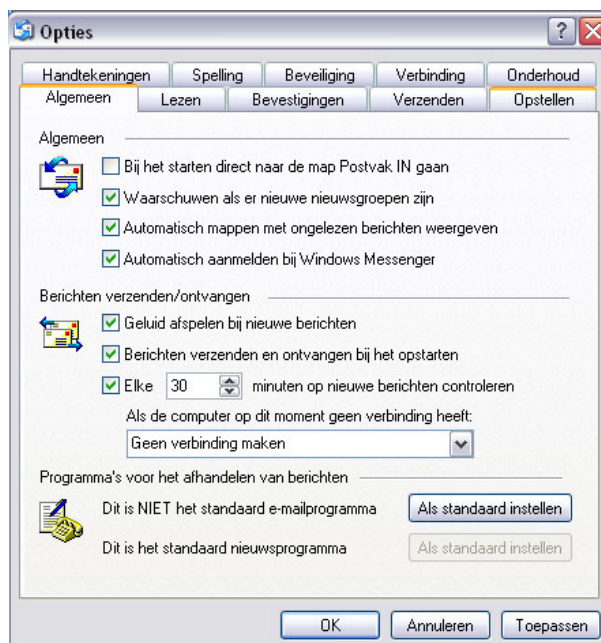 Opties
Handtekeningen Spelling Beveiliging Verbinding Onderhoud
Algemeen Lezen Bevestigingen Verzenden Opstellen
Algemeen
Bij het starten direct naar de map Postvak IN gaan
Waarschuwen als er nieuwe nieuwsgroepen zijn
Automatisch mappen met ongelezen berichten weergeven
Automatisch aanmelden bij Windows Messenger
Berichten verzenden/ontvangen
Geluid afspelen bij nieuwe berichten
Berichten verzenden en ontvangen bij het opstarten
Elke 30 minuten op nieuwe berichten controleren
Als de computer op dit moment geen verbinding heeft:
Geen verbinding maken
Programma's voor het afhandelen van berichten
Dit is NIET het standaard e-mailprogramma Als standaard instellen
Dit is het standaard nieuwsprogramma Als standaard instellen
OK Annuleren Toepassen